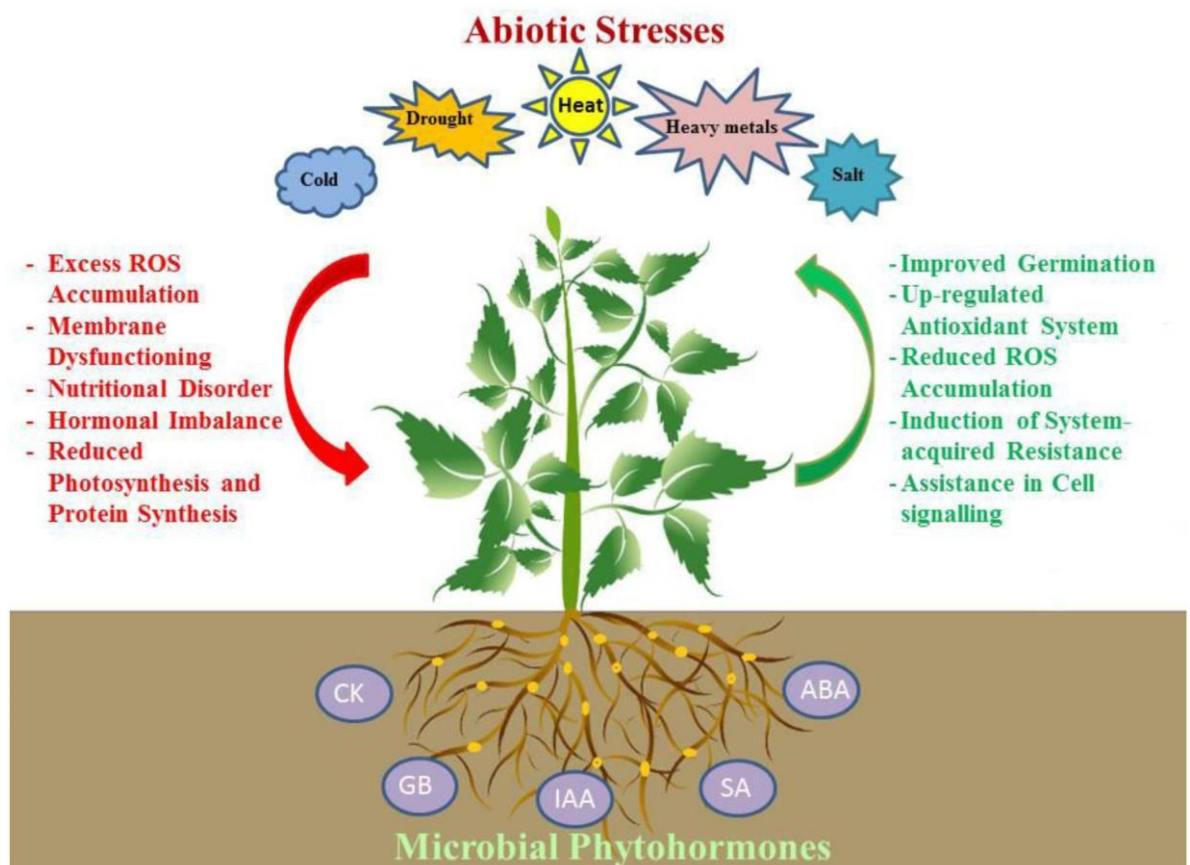 Abiotic Stresses
Heat
Drought
Heavy metals
Cold
Salt
- Excess ROS
Accumulation
- Membrane
Dysfunctioning
- Nutritional Disorder
- Hormonal Imbalance
- Reduced
Photosynthesis and
Protein Synthesis
- Improved Germination
- Up-regulated
Antioxidant System
- Reduced ROS
Accumulation
- Induction of System-
acquired Resistance
- Assistance in Cell
signalling
CK
ABA
GB
IAA
SA
Microbial Phytohormones